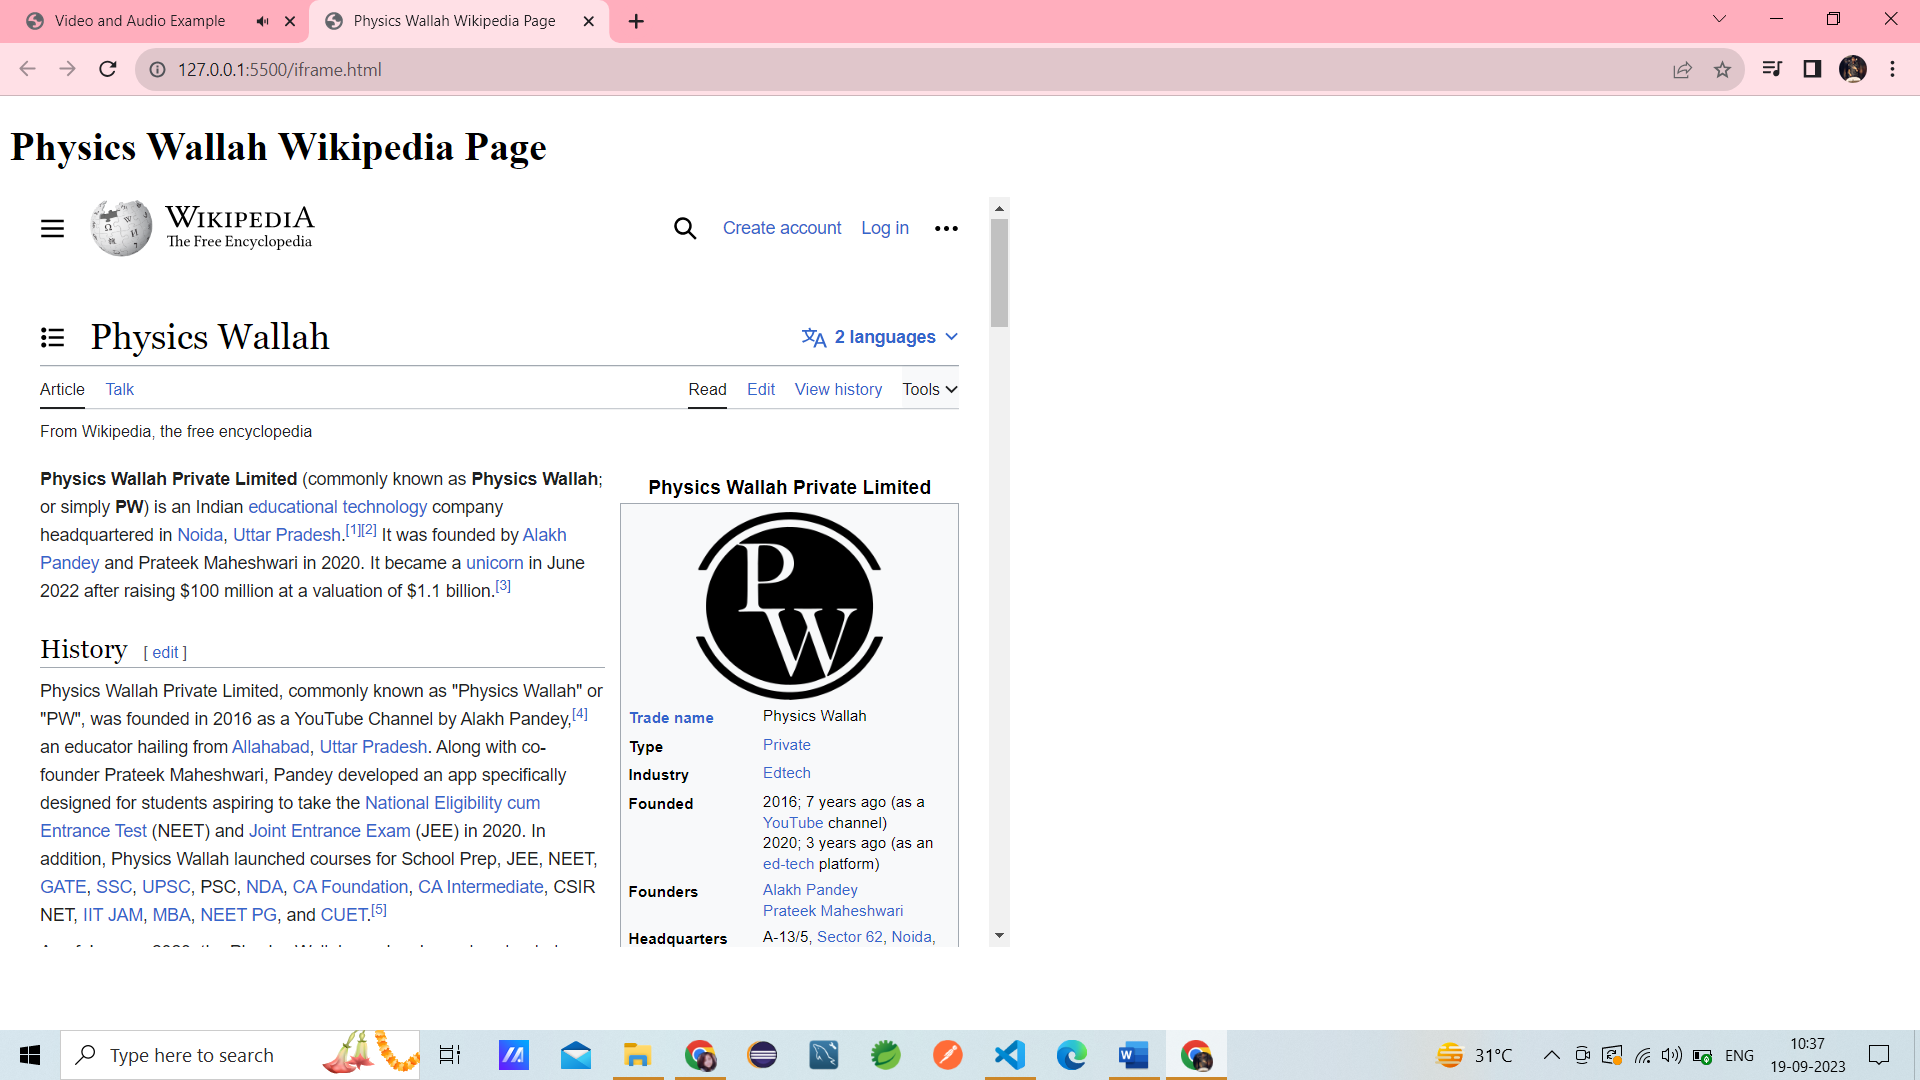 Video and Audio Example
Physics Wallah Wikipedia Page
127.0.0.1:5500/iframe.html
Physics Wallah Wikipedia Page
WIKIPEDIA
The Free Encyclopedia
Create account
Log in
Physics Wallah
2 languages
Article
Talk
Read
Edit
View history
Tools
From Wikipedia, the free encyclopedia
Physics Wallah Private Limited (commonly known as Physics Wallah;
or simply PW) is an Indian educational technology company
headquartered in Noida, Uttar Pradesh.[1][2] It was founded by Alakh
Pandey and Prateek Maheshwari in 2020. It became a unicorn in June
2022 after raising $100 million at a valuation of $1.1 billion.[3]
History [ edit ]
Physics Wallah Private Limited, commonly known as "Physics Wallah" or
"PW", was founded in 2016 as a YouTube Channel by Alakh Pandey,[4]
an educator hailing from Allahabad, Uttar Pradesh. Along with co-
founder Prateek Maheshwari, Pandey developed an app specifically
designed for students aspiring to take the National Eligibility cum
Entrance Test (NEET) and Joint Entrance Exam (JEE) in 2020. In
addition, Physics Wallah launched courses for School Prep, JEE, NEET,
GATE, SSC, UPSC, PSC, NDA, CA Foundation, CA Intermediate, CSIR
NET, IIT JAM, MBA, NEET PG, and CUET.[5]
Physics Wallah Private Limited
PW
Trade name Physics Wallah
Type Private
Industry Edtech
Founded 2016; 7 years ago (as a
YouTube channel)
2020; 3 years ago (as an
ed-tech platform)
Founders Alakh Pandey
Prateek Maheshwari
Headquarters A-13/5, Sector 62, Noida,
Type here to search
31°C
ENG
10:37
19-09-2023